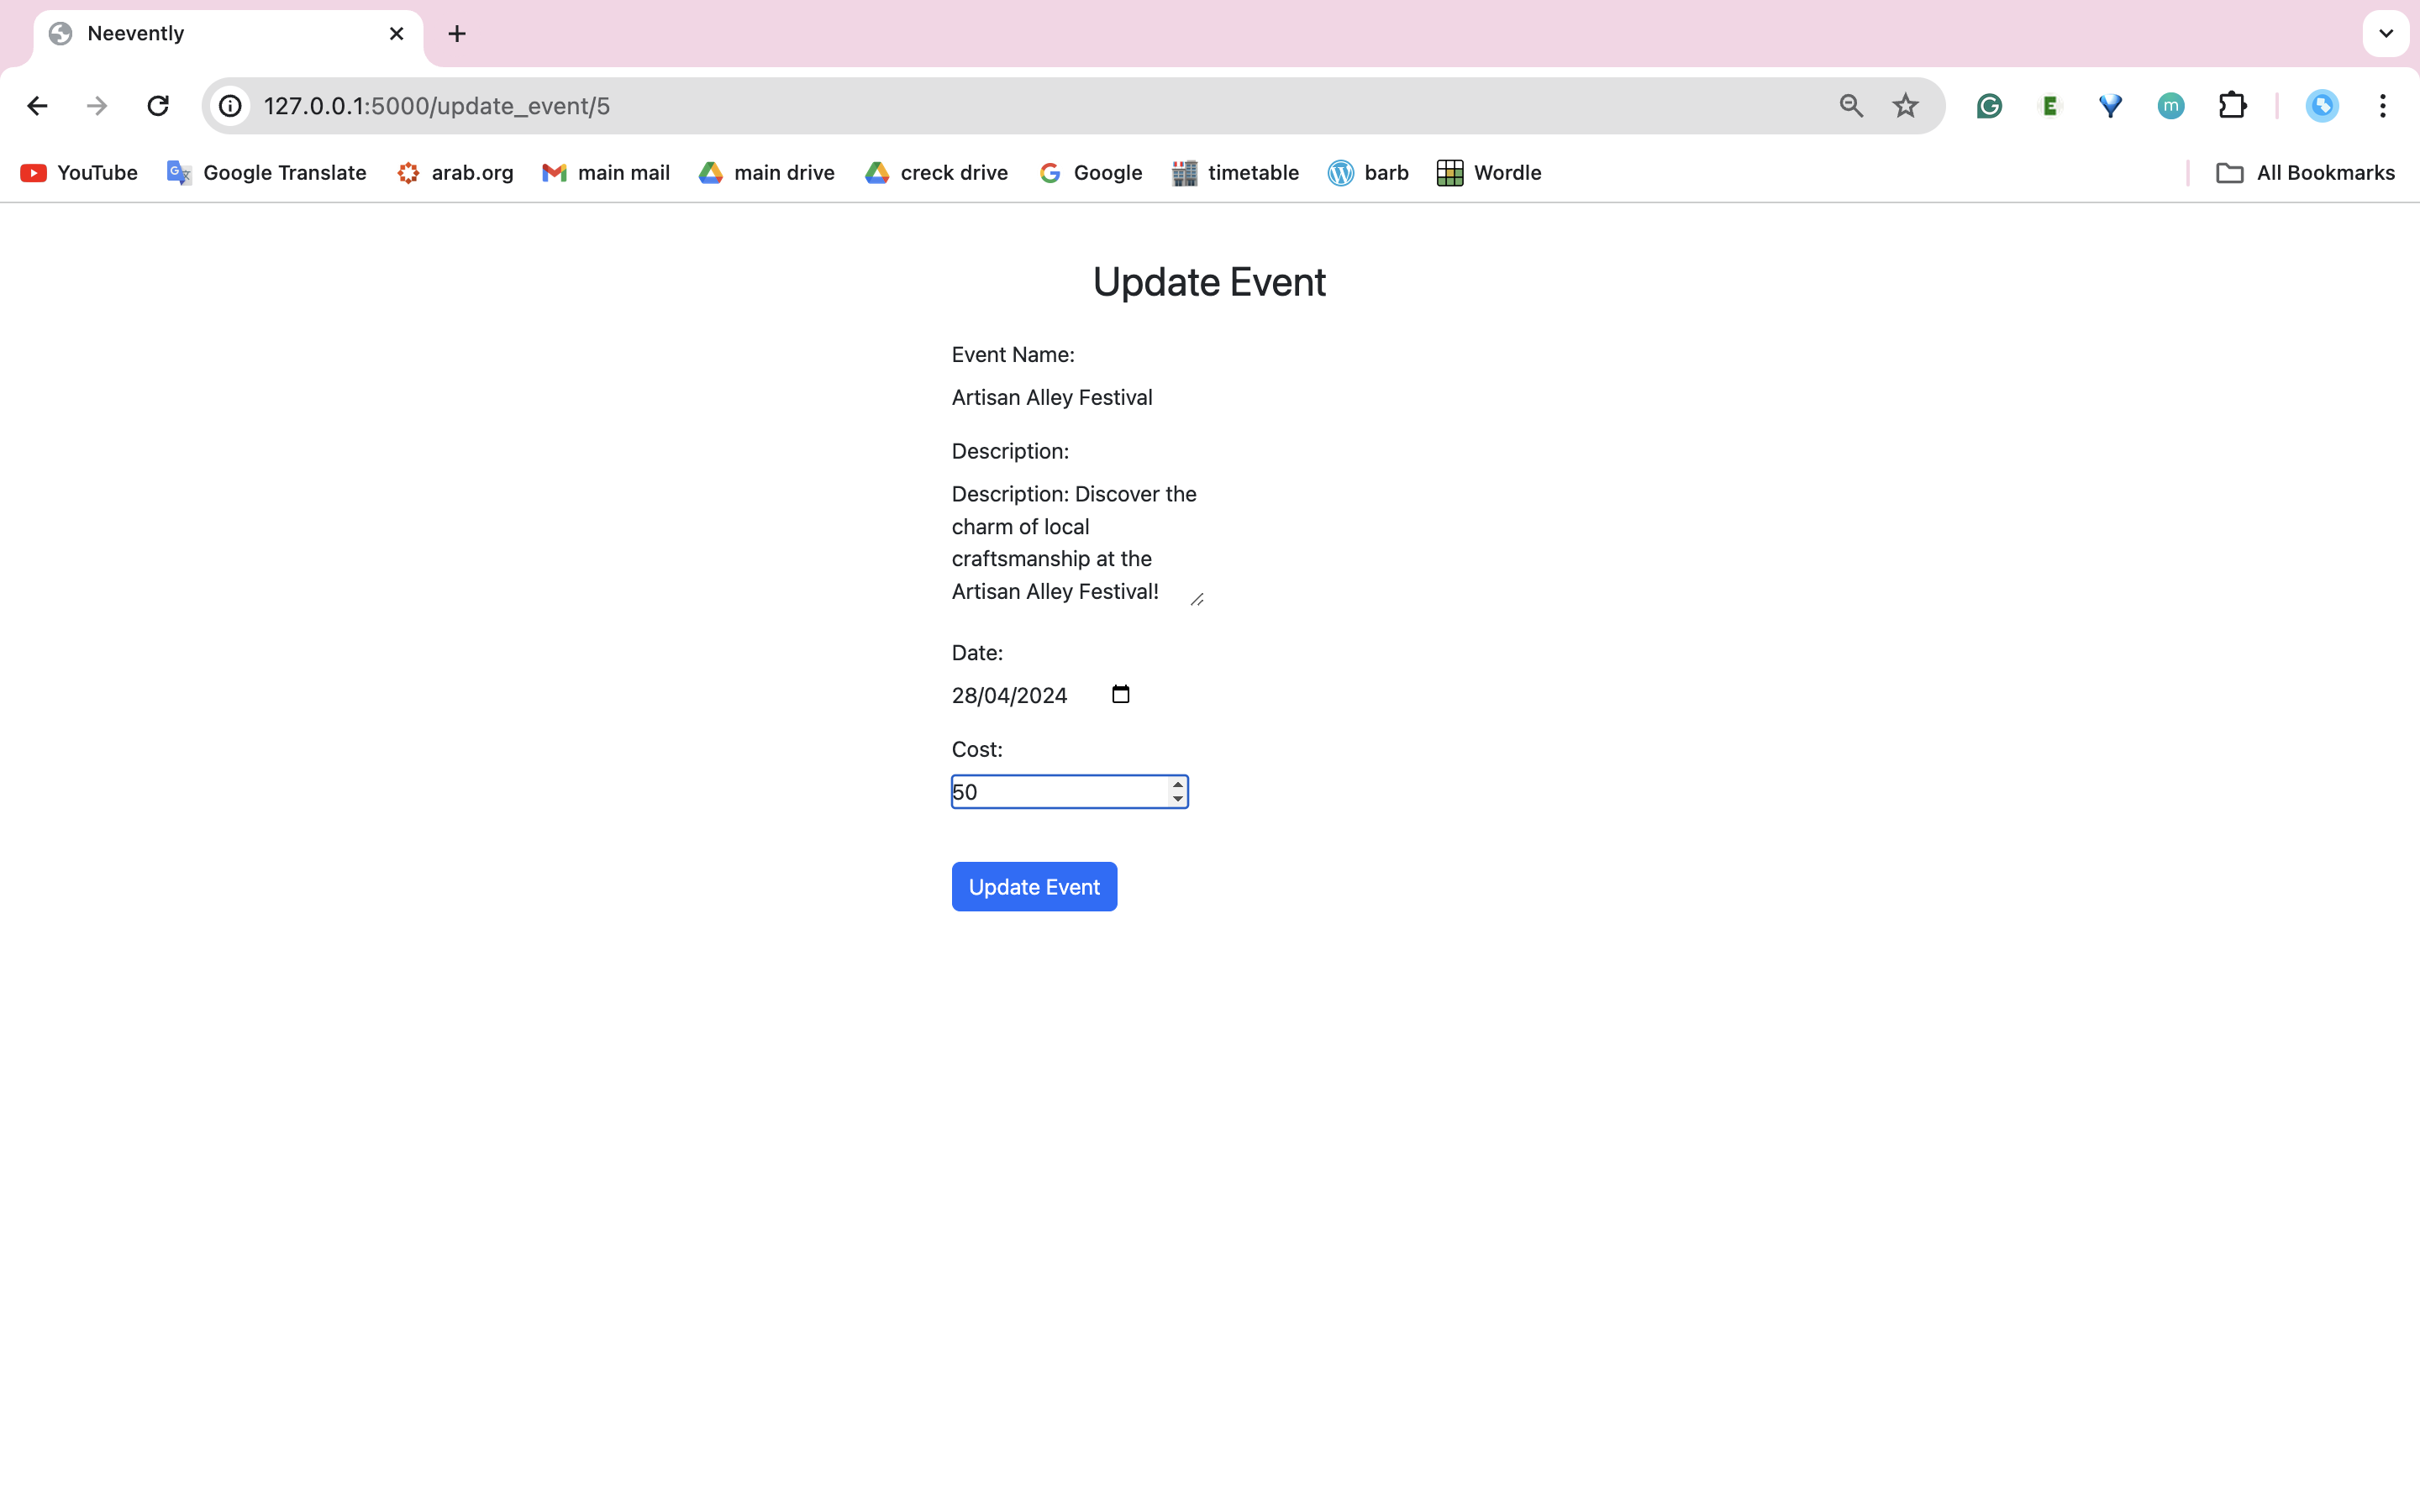 Neevently
127.0.0.1:5000/update_event/5
m
YouTube Google Translate arab.org main mail main drive creck drive Google timetable barb Wordle All Bookmarks
Update Event
Event Name:
Artisan Alley Festival
Description:
Description: Discover the
charm of local
craftsmanship at the
Artisan Alley Festival!
Date:
28/04/2024
Cost:
50
Update Event